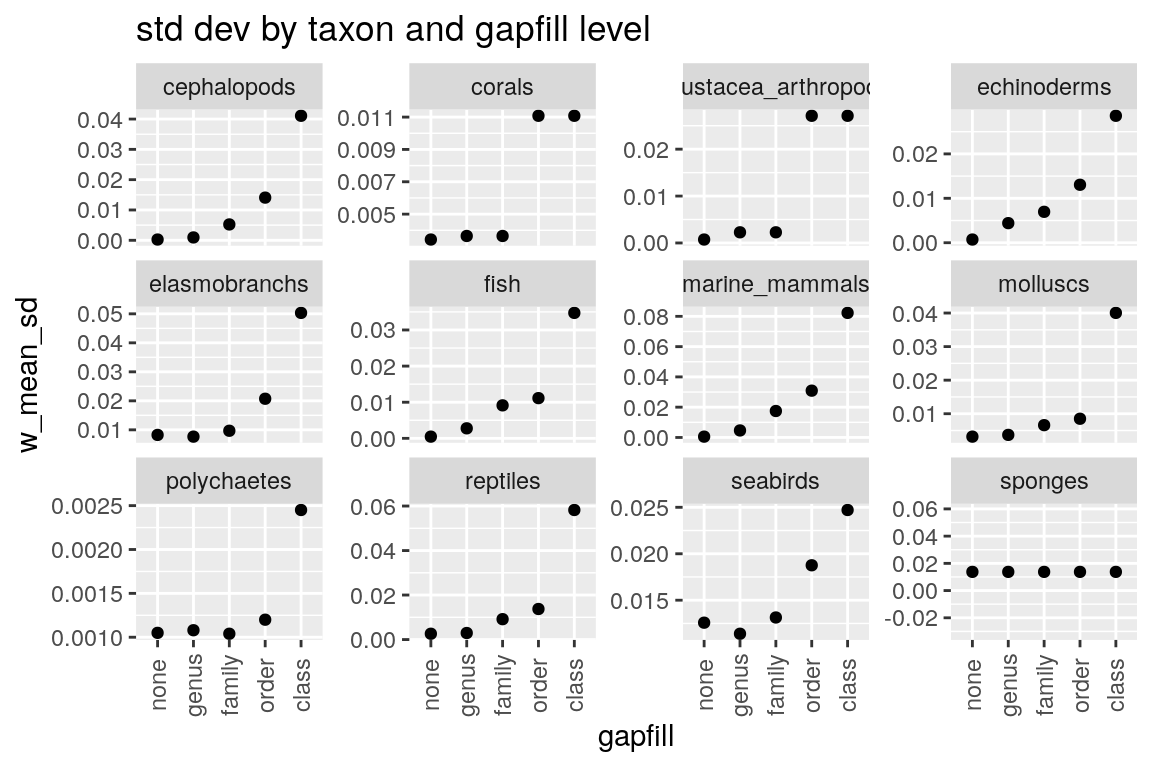 std dev by taxon and gapfill level
cephalopods corals ustacea_arthropo echinoderms
0.04 0.03 0.02 0.01 0.00
0.011 0.009 0.007 0.005
0.02 0.01 0.00
0.02 0.01 0.00
elasmobranchs fish marine_mammals molluscs
0.05 0.04 0.03 0.02 0.01
0.03 0.02 0.01 0.00
0.08 0.06 0.04 0.02 0.00
0.04 0.03 0.02 0.01
polychaetes reptiles seabirds sponges
0.0025 0.0020 0.0015 0.0010
0.06 0.04 0.02 0.00
0.025 0.020 0.015
0.06 0.04 0.02 0.00 -0.02
none genus family order class
none genus family order class
none genus family order class
none genus family order class
gapfill
w_mean_sd